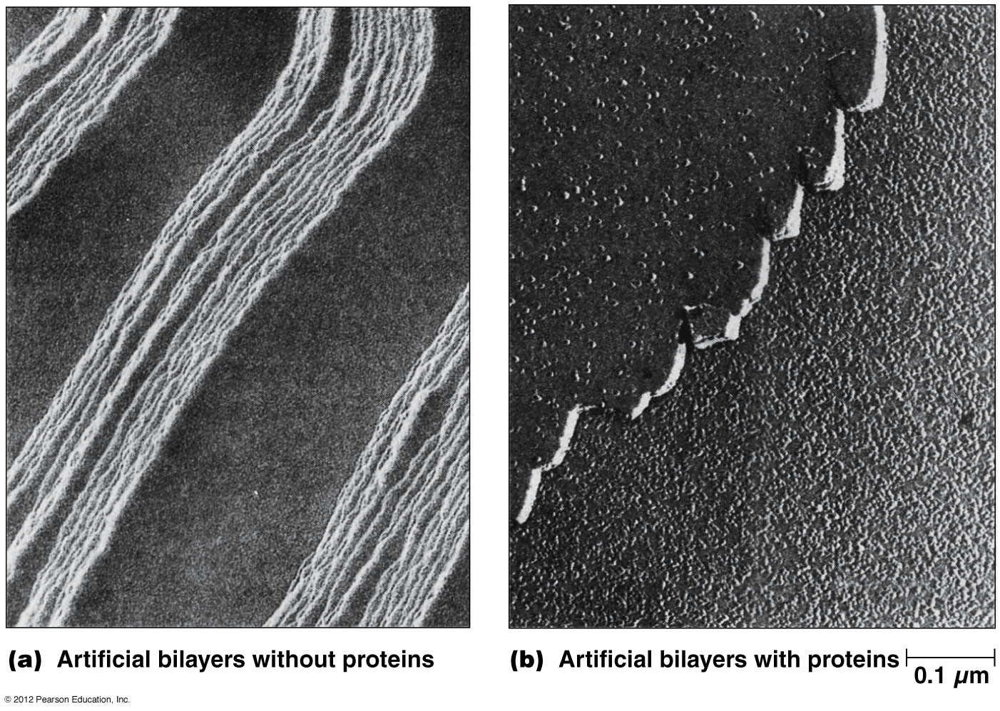 (a) Artificial bilayers without proteins
(b) Artificial bilayers with proteins
0.1 µm
© 2012 Pearson Education, Inc.